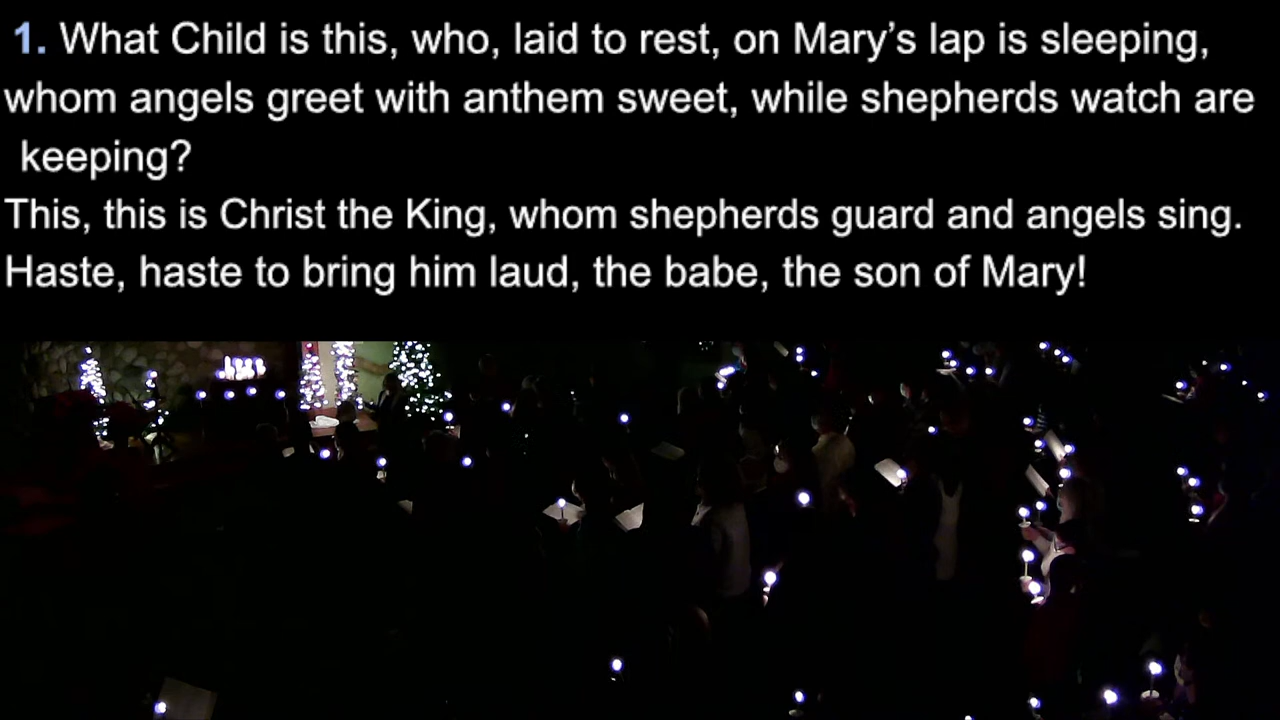 1. What Child is this, who, laid to rest, on Mary’s lap is sleeping,
whom angels greet with anthem sweet, while shepherds watch are
keeping?
This, this is Christ the King, whom shepherds guard and angels sing.
Haste, haste to bring him laud, the babe, the son of Mary!